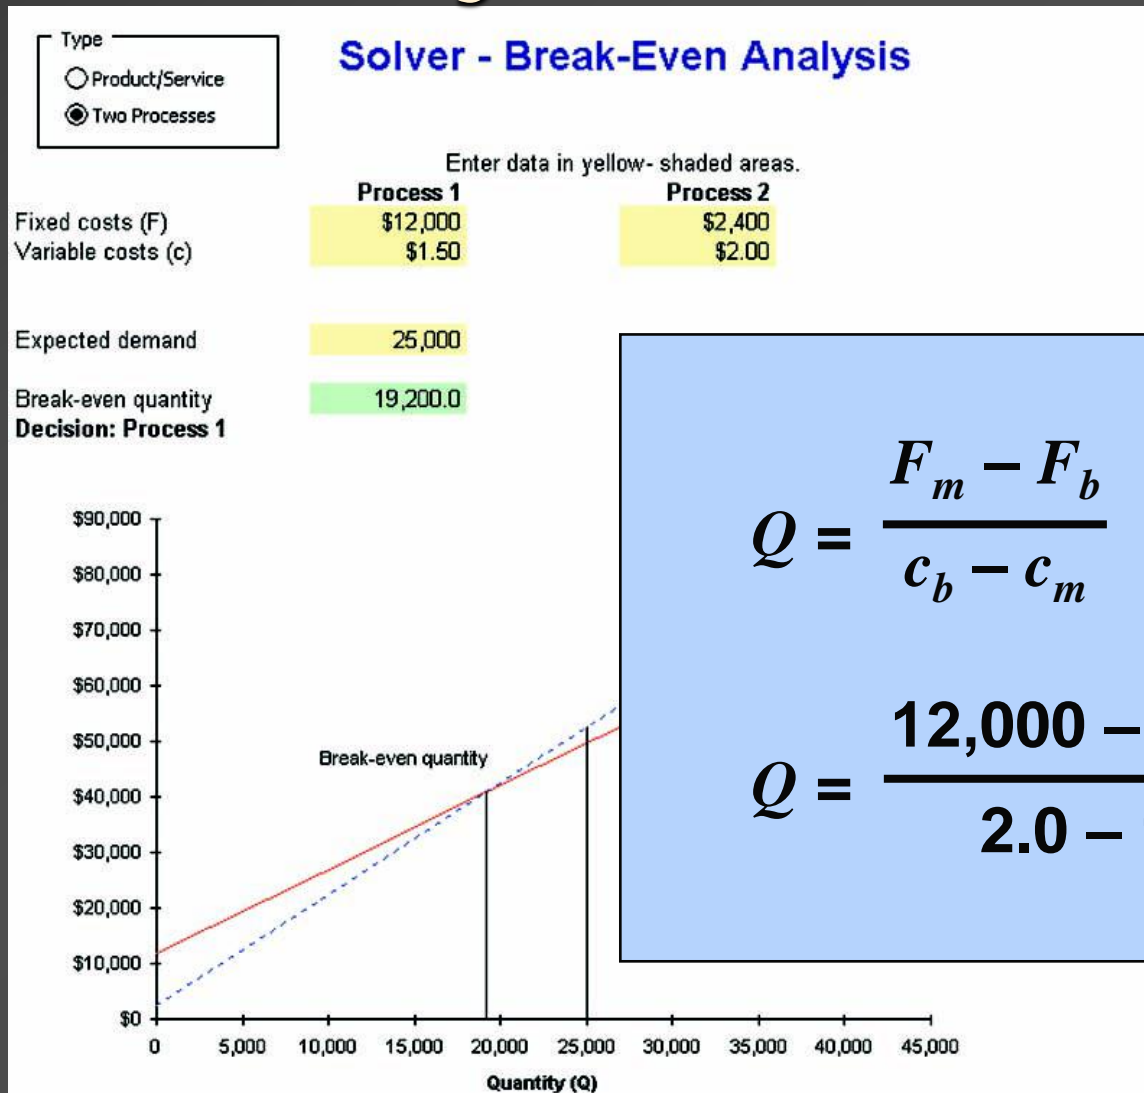 Type
Product/Service
Two Processes
Solver - Break-Even Analysis
Enter data in yellow- shaded areas.
Process 1 Process 2
Fixed costs (F) $12,000 $2,400
Variable costs (c) $1.50 $2.00
Expected demand 25,000
Break-even quantity 19,200.0
Decision: Process 1
Q = F_m – F_b
c_b – c_m
Q = 12,000 –
2.0 –
$90,000
$80,000
$70,000
$60,000
$50,000
Break-even quantity
$40,000
$30,000
$20,000
$10,000
$0
0 5,000 10,000 15,000 20,000 25,000 30,000 35,000 40,000 45,000
Quantity (Q)